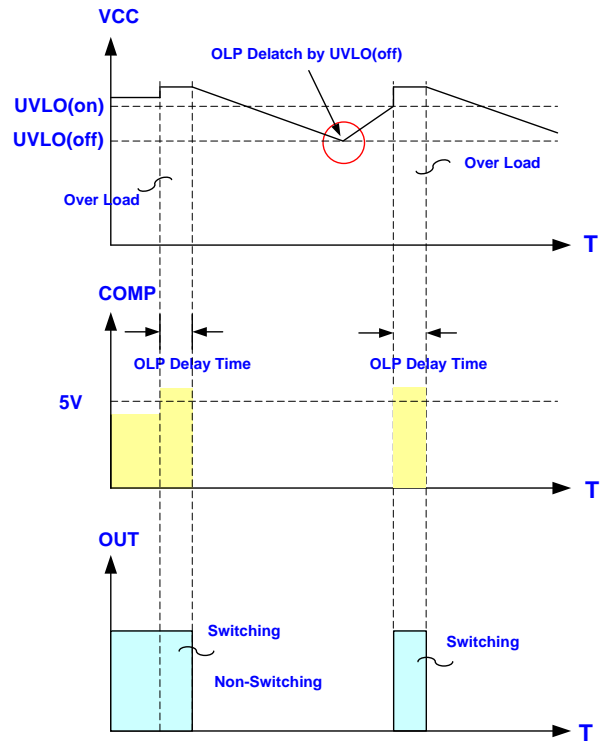 VCC
OLP Delatch by UVLO(off)
UVLO(on)
UVLO(off)
Over Load
Over Load
T
COMP
OLP Delay Time
OLP Delay Time
5V
T
OUT
Switching
Switching
Non-Switching
T